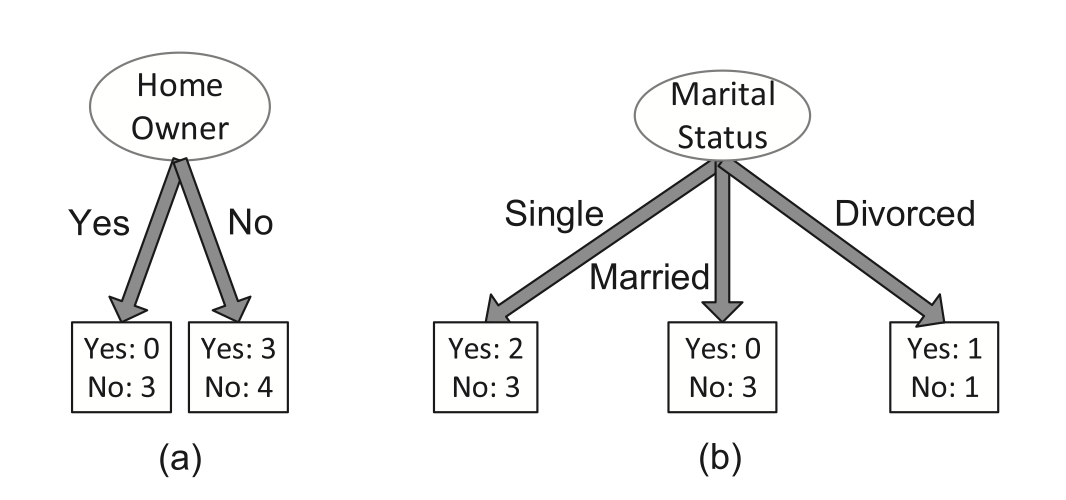 Home
Owner
Yes
No
Yes: 0
No: 3
Yes: 3
No: 4
(a)
Marital
Status
Single
Married
Divorced
Yes: 2
No: 3
Yes: 0
No: 3
Yes: 1
No: 1
(b)